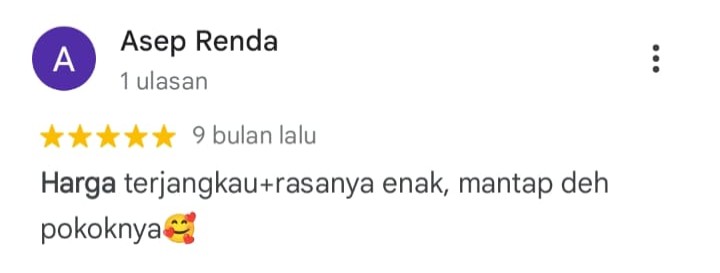 A
Asep Renda
1 ulasan
9 bulan lalu
Harga terjangkau+rasanya enak, mantap deh
pokoknya🥰